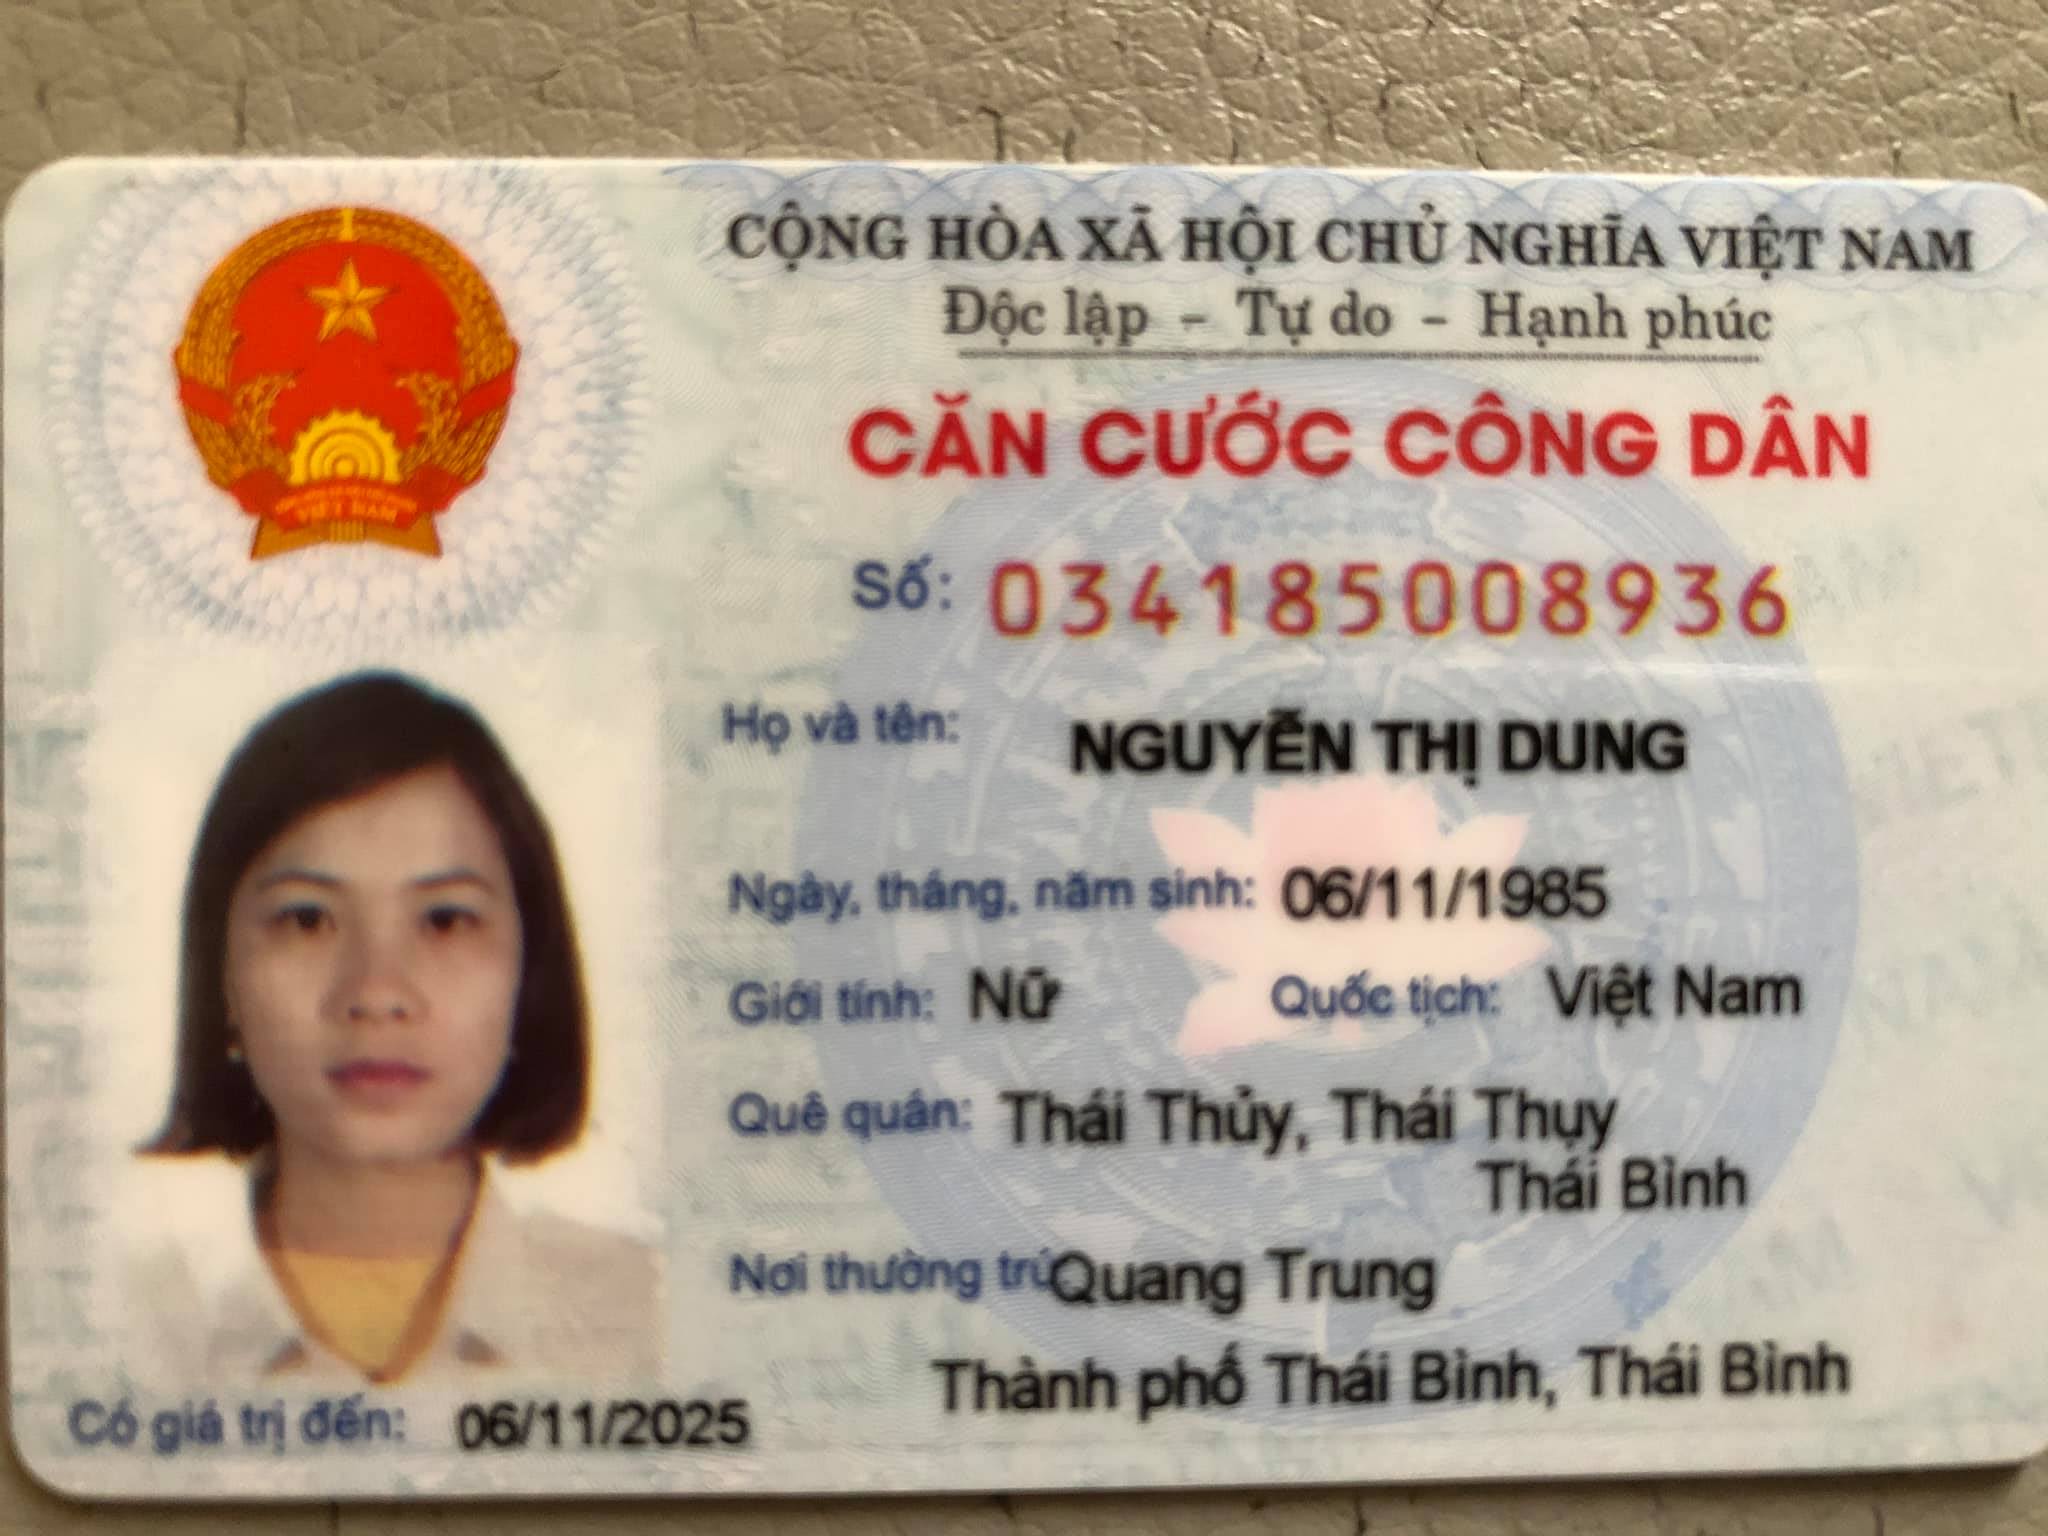 CỘNG HÒA XÃ HỘI CHỦ NGHĨA VIỆT NAM
Độc lập - Tự do - Hạnh phúc
CĂN CƯỚC CÔNG DÂN
Số: 034185008936
Họ và tên: NGUYỄN THỊ DUNG
Ngày, tháng, năm sinh: 06/11/1985
Giới tính: Nữ Quốc tịch: Việt Nam
Quê quán: Thái Thủy, Thái Thụy
Thái Bình
Nơi thường trú Quang Trung
Thành phố Thái Bình, Thái Bình
Có giá trị đến: 06/11/2025
VIỆT NAM